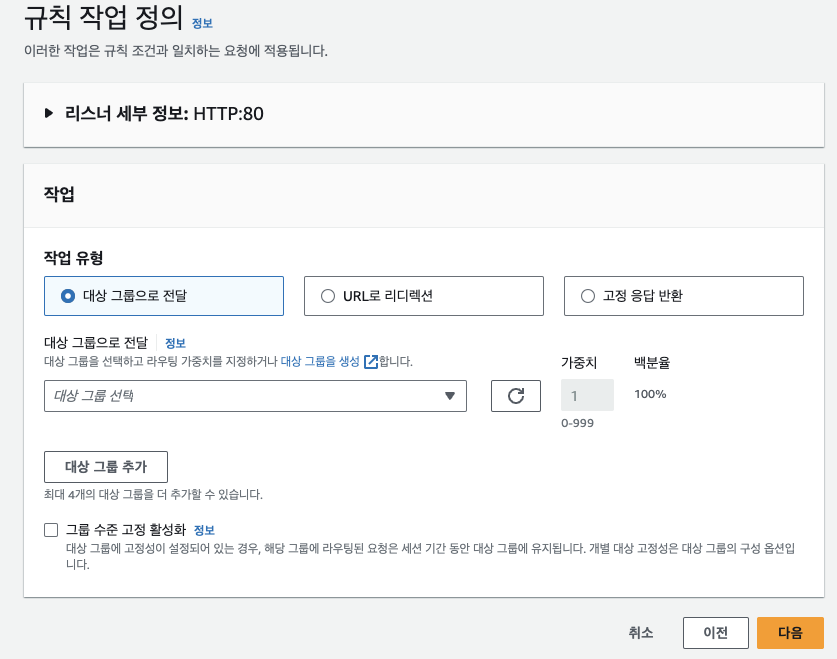 규칙 작업 정의 정보
이러한 작업은 규칙 조건과 일치하는 요청에 적용됩니다.
리스너 세부 정보: HTTP:80
작업
작업 유형
대상 그룹으로 전달
URL로 리디렉션
고정 응답 반환
대상 그룹으로 전달 정보
대상 그룹을 선택하고 라우팅 가중치를 지정하거나 대상 그룹을 생성 합니다.
가중치 백분율
대상 그룹 선택
1
100%
0-999
대상 그룹 추가
최대 4개의 대상 그룹을 더 추가할 수 있습니다.
그룹 수준 고정 활성화 정보
대상 그룹에 고정성이 설정되어 있는 경우, 해당 그룹에 라우팅된 요청은 세션 기간 동안 대상 그룹에 유지됩니다. 개별 대상 고정성은 대상 그룹의 구성 옵션입
니다.
취소
이전
다음